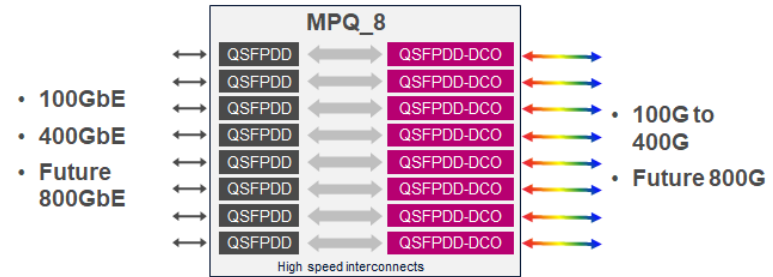 MPQ_8
• 100GbE
• 400GbE
• Future
800GbE
QSFPDD QSFPDD-DCO
QSFPDD QSFPDD-DCO
QSFPDD QSFPDD-DCO
QSFPDD QSFPDD-DCO
QSFPDD QSFPDD-DCO
QSFPDD QSFPDD-DCO
QSFPDD QSFPDD-DCO
QSFPDD QSFPDD-DCO
High speed interconnects
• 100G to
400G
• Future 800G